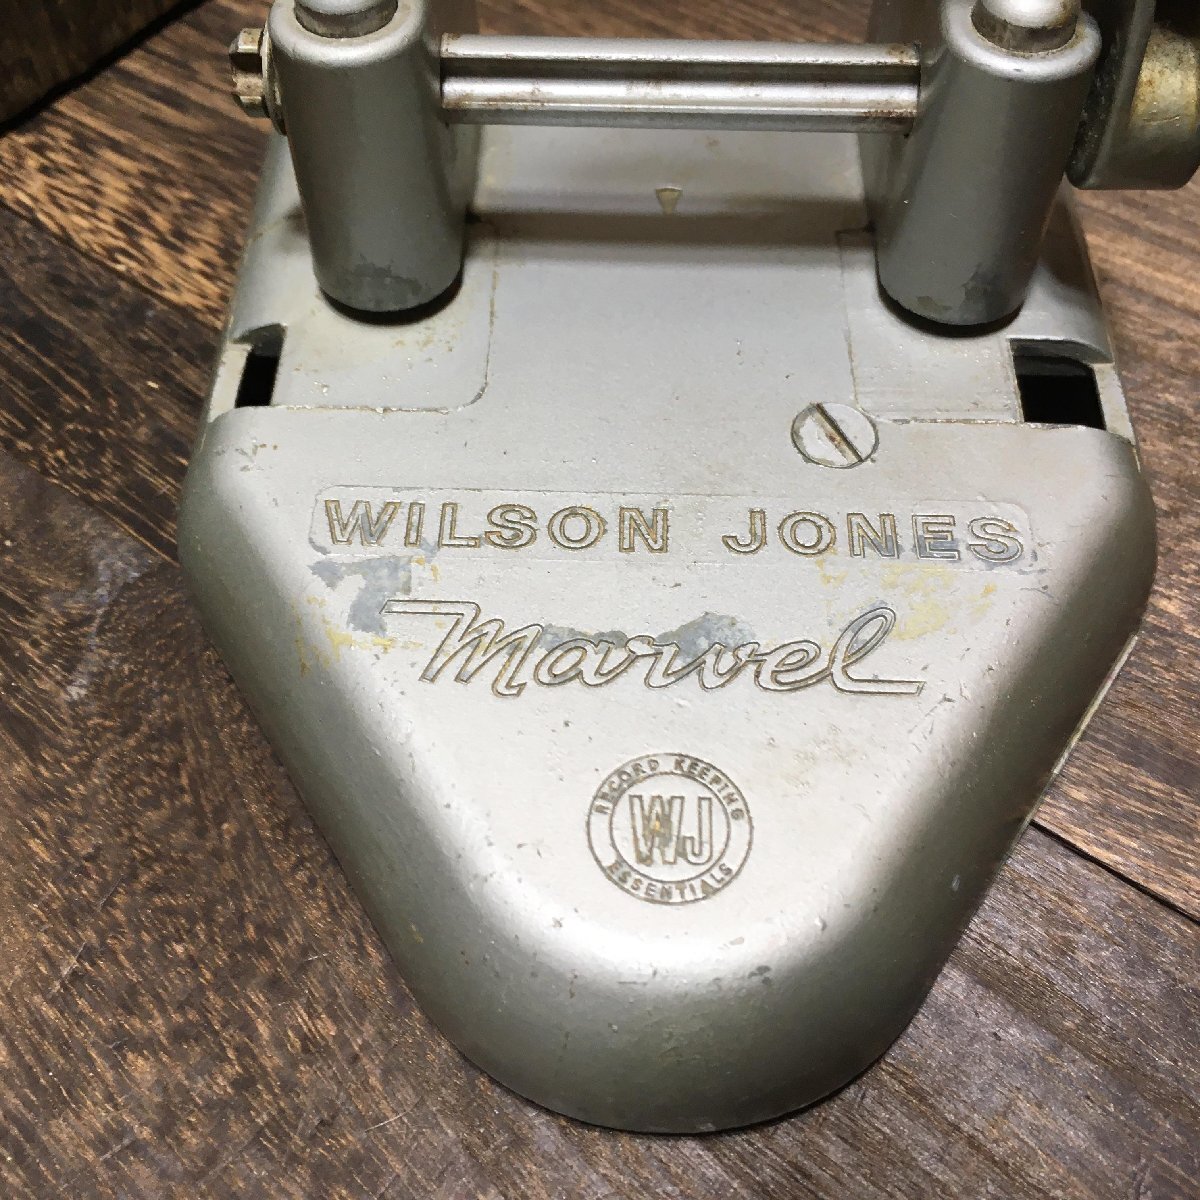 WILSON JONES
Marvel
RECORD KEEPING
WJ
ESSENTIALS